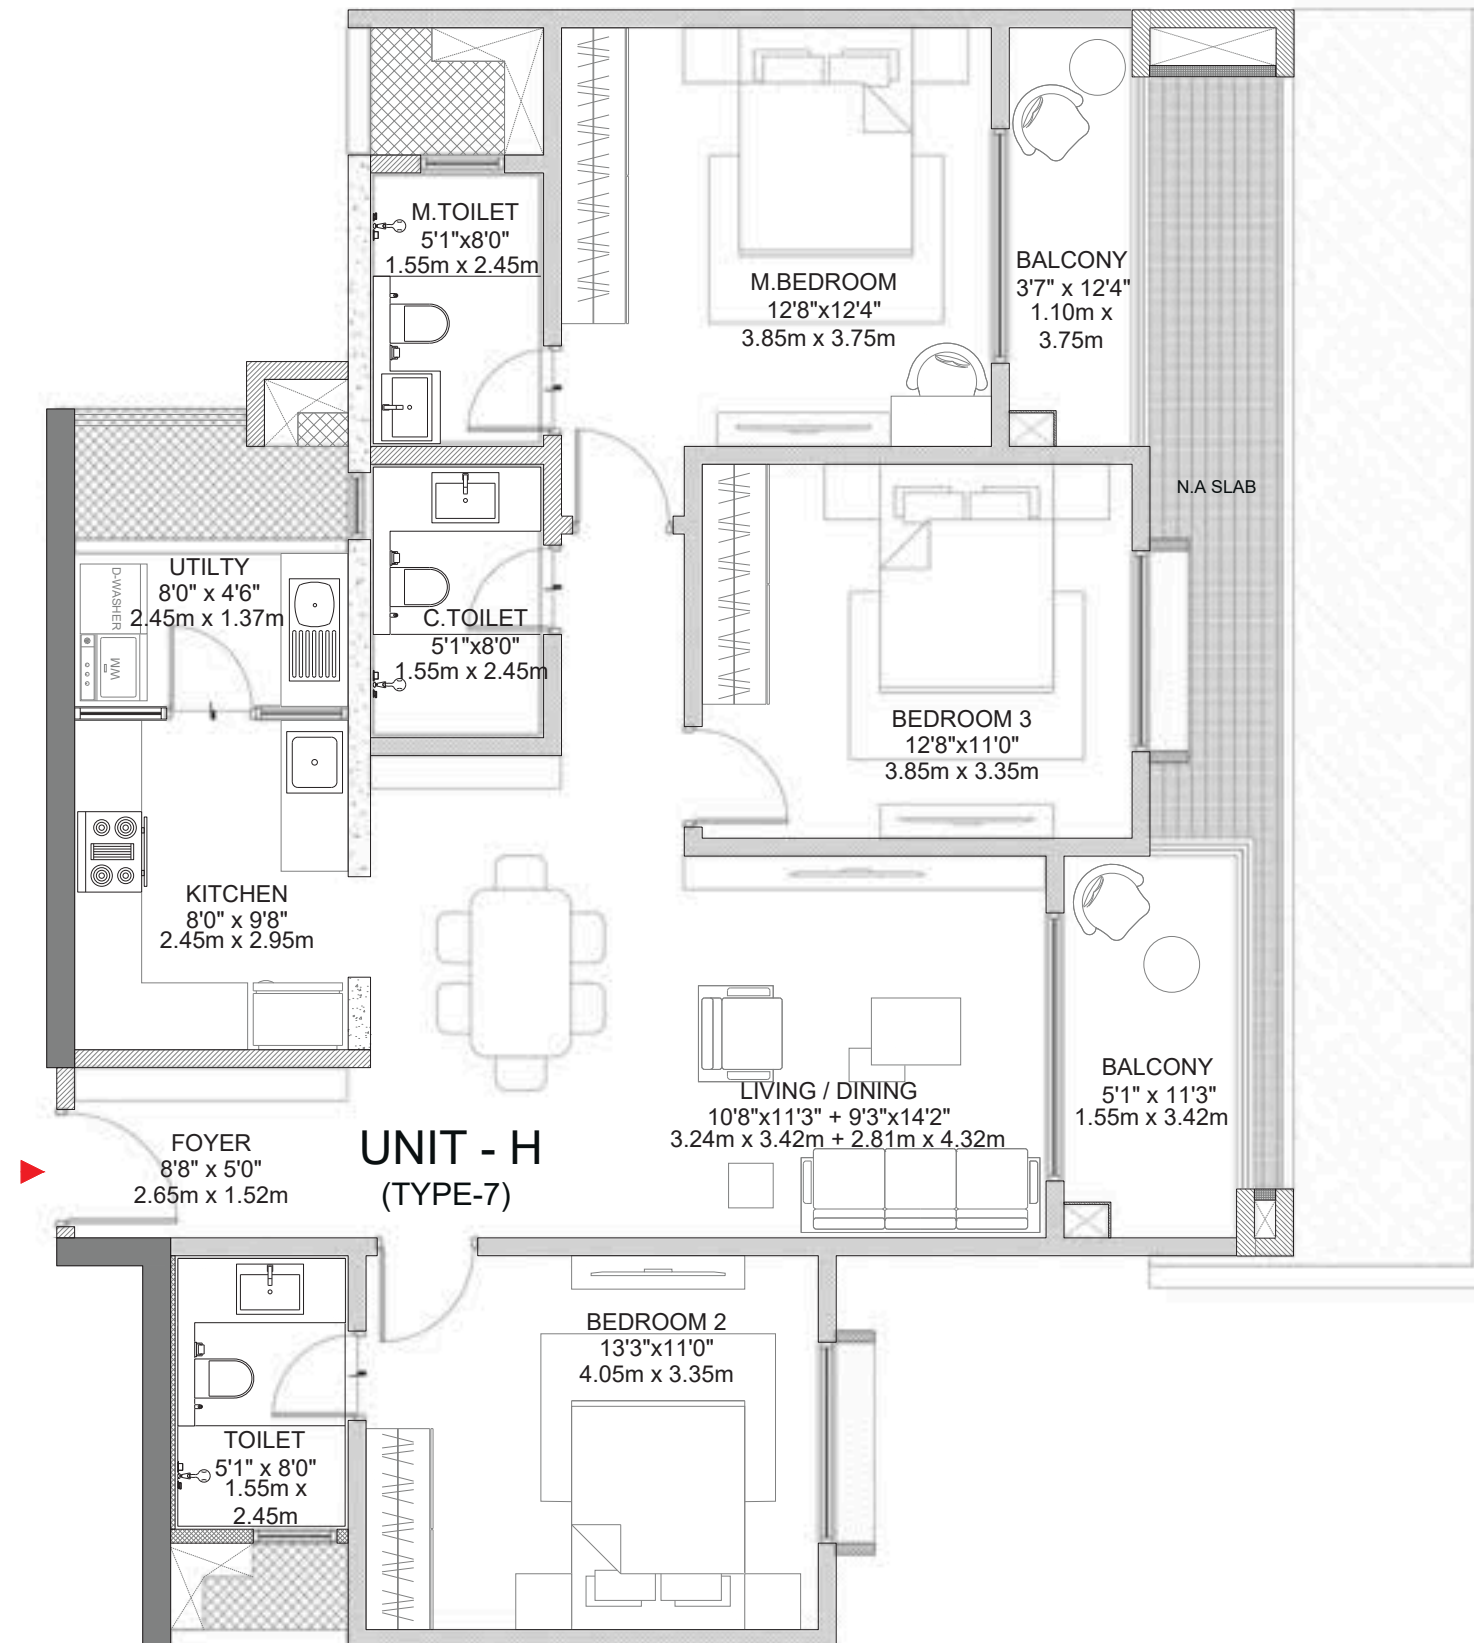 M.TOILET
5'1"x8'0"
1.55m x 2.45m
M.BEDROOM
12'8"x12'4"
3.85m x 3.75m
BALCONY
3'7" x 12'4"
1.10m x
3.75m
N.A SLAB
UTILTY
8'0" x 4'6"
2.45m x 1.37m
D-WASHER
WM
C.TOILET
5'1"x8'0"
1.55m x 2.45m
BEDROOM 3
12'8"x11'0"
3.85m x 3.35m
KITCHEN
8'0" x 9'8"
2.45m x 2.95m
LIVING / DINING
10'8"x11'3" + 9'3"x14'2"
3.24m x 3.42m + 2.81m x 4.32m
BALCONY
5'1" x 11'3"
1.55m x 3.42m
FOYER
8'8" x 5'0"
2.65m x 1.52m
UNIT - H
(TYPE-7)
BEDROOM 2
13'3"x11'0"
4.05m x 3.35m
TOILET
5'1" x 8'0"
1.55m x
2.45m